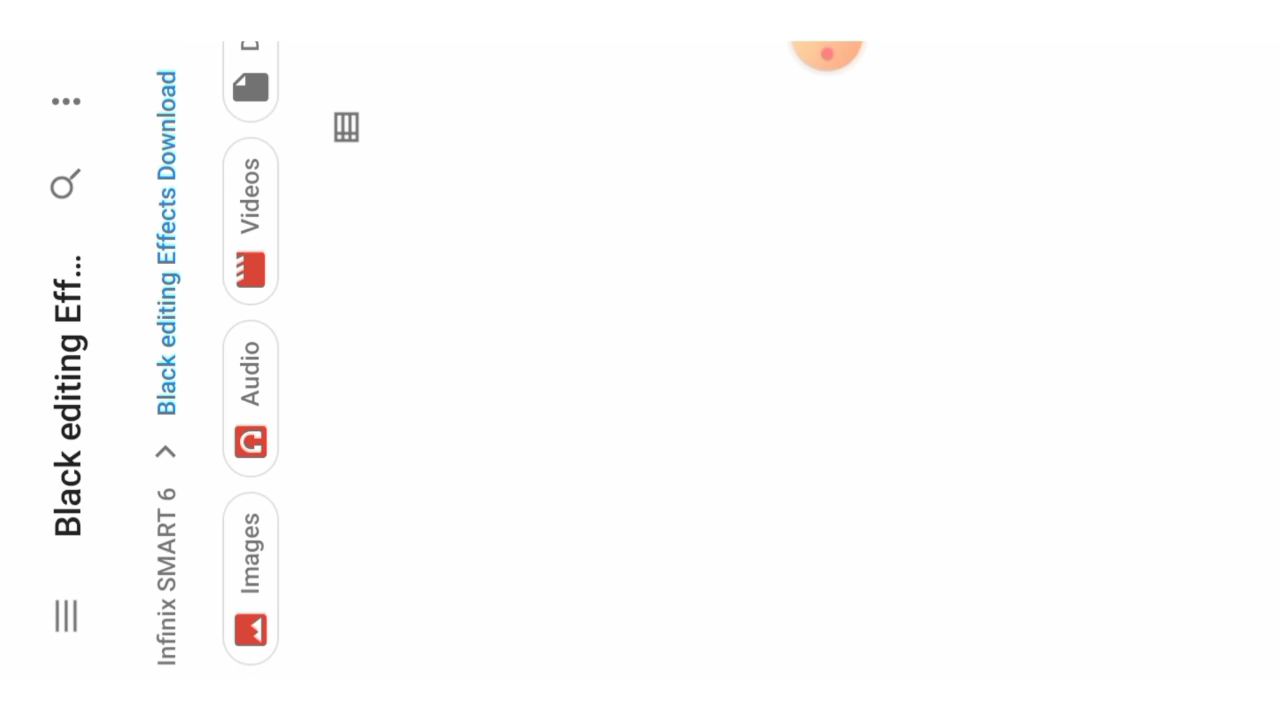 Black editing Eff...
Infinix SMART 6 > Black editing Effects Download
Images Audio Videos